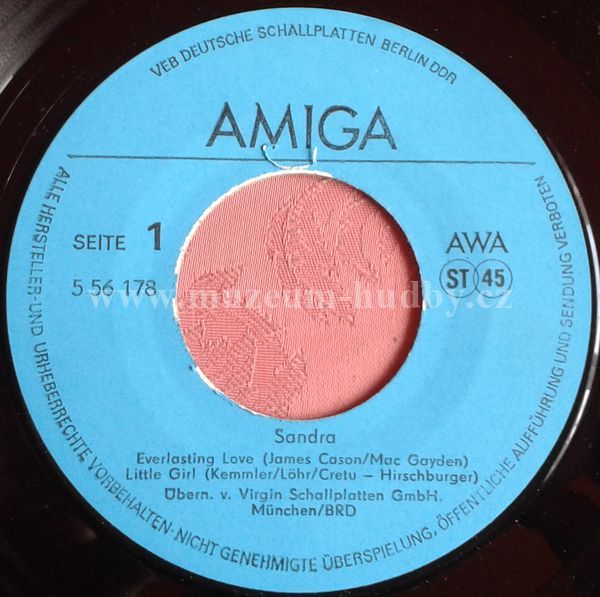 VEB DEUTSCHE SCHALLPLATTEN BERLIN DDR
AMIGA
SEITE 1
5 56 178
AWA
ST 45
www.muzeum-hudby.cz
Sandra
Everlasting Love (James Cason/Mac Gayden)
Little Girl (Kemmler/Löhr/Cretu – Hirschburger)
Übern. v. Virgin Schallplatten GmbH,
München/BRD
ALLE HERSTELLER-UND URHEBERRECHTE VORBEHALTEN-NICHT GENEHMIGTE ÜBERSPIELUNG, ÖFFENTLICHE AUFFÜHRUNG UND SENDUNG VERBOTEN